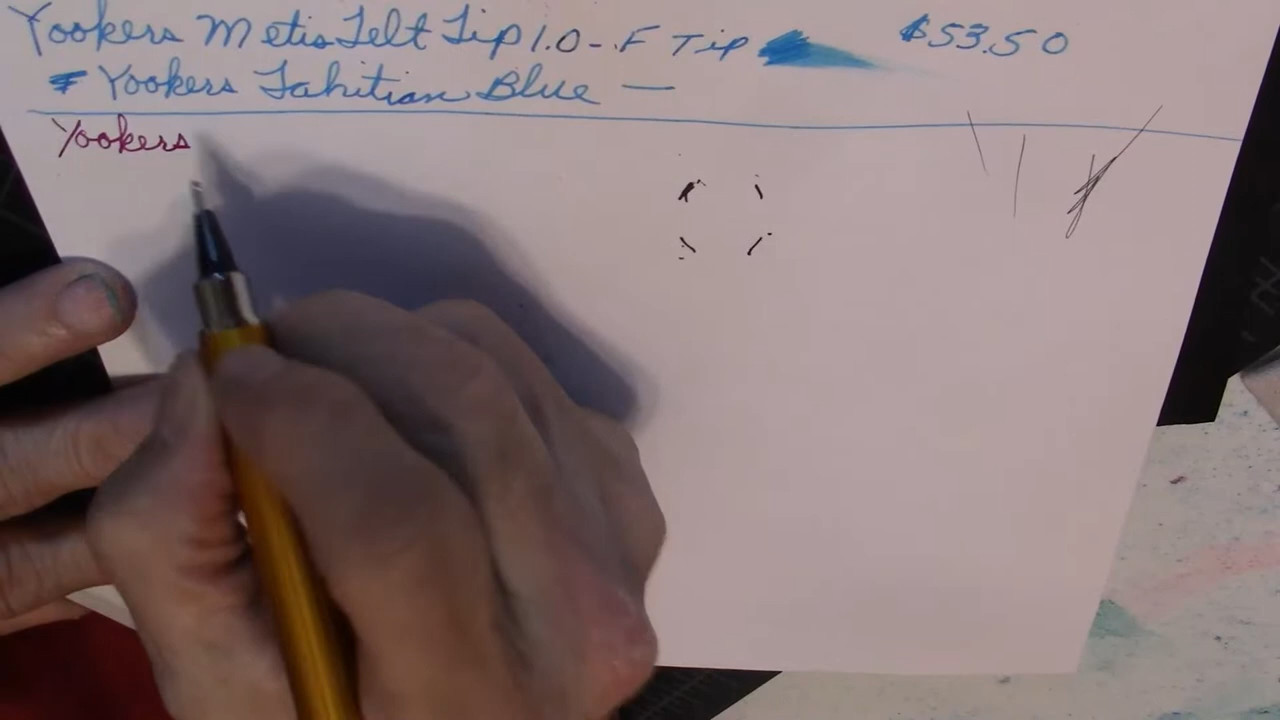 Yookers Metis Felt Tip 1.0 - F Tip $53.50
Yookers Tahitian Blue —
Yookers